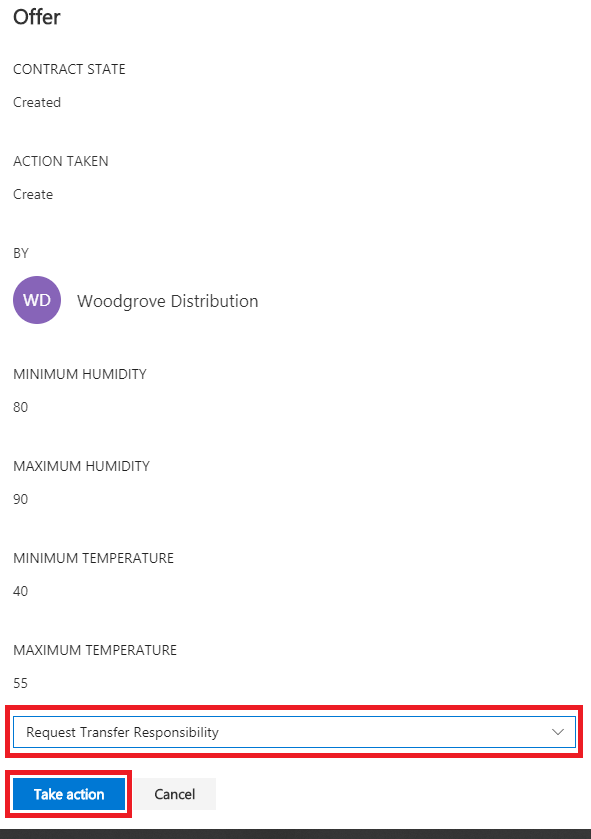 Offer
CONTRACT STATE
Created
ACTION TAKEN
Create
BY
WD
Woodgrove Distribution
MINIMUM HUMIDITY
80
MAXIMUM HUMIDITY
90
MINIMUM TEMPERATURE
40
MAXIMUM TEMPERATURE
55
Request Transfer Responsibility
Take action
Cancel